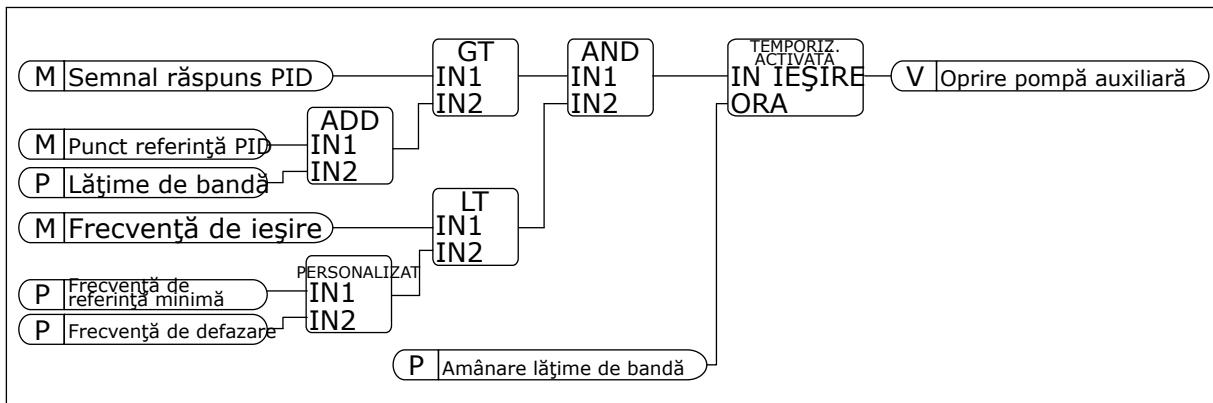 GT
AND
TEMPORIZ.
ACTIVATĂ
M Semnal răspuns PID
IN1
IN2
IN1
IN2
IN IEŞIRE
ORA
V Oprire pompă auxiliară
ADD
M Punct referinţă PID
IN1
IN2
P Lăţime de bandă
LT
M Frecvenţă de ieşire
IN1
IN2
PERSONALIZAT
P Frecvenţă de
referinţă minimă
IN1
IN2
P Frecvenţă de defazare
P Amânare lăţime de bandă